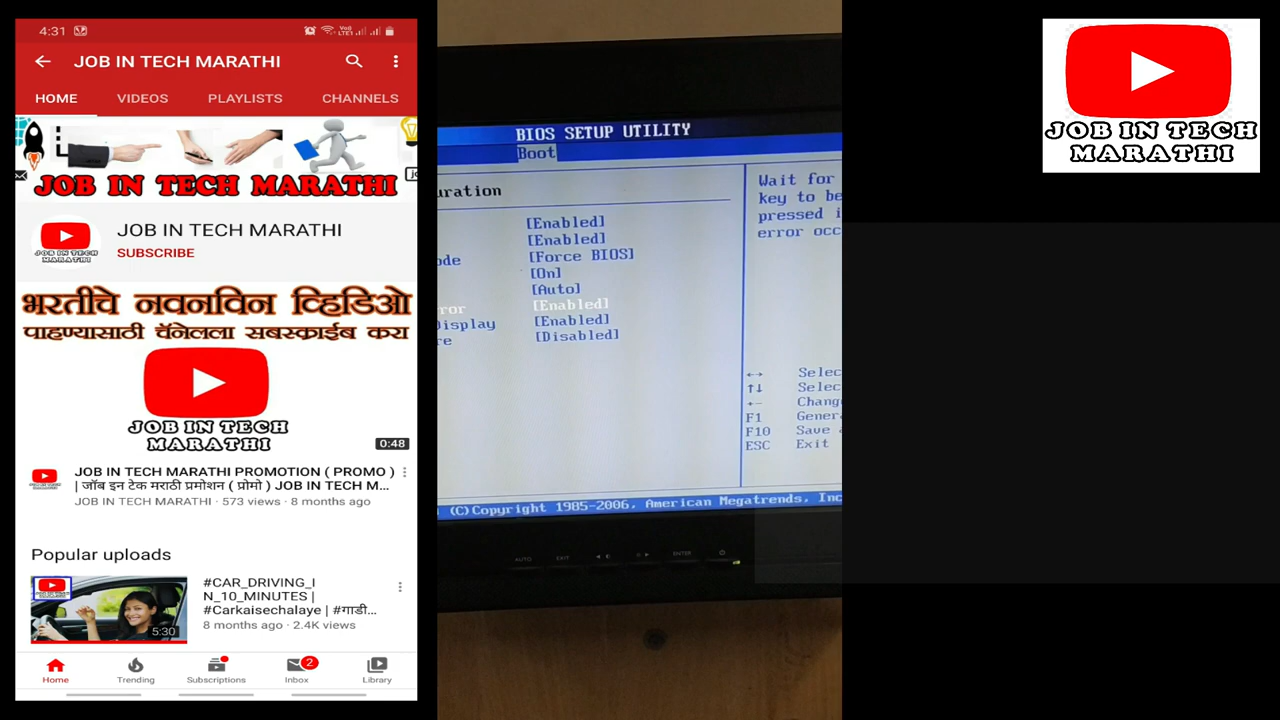 4:31
JOB IN TECH MARATHI
HOME VIDEOS PLAYLISTS CHANNELS
JOB IN TECH MARATHI
JOB IN TECH MARATHI
SUBSCRIBE
भरतीचे नवनविन व्हिडिओ
पाहण्यासाठी चॅनेलला सबस्क्राईब करा
JOB IN TECH
MARATHI
0:48
JOB IN TECH MARATHI PROMOTION ( PROMO )
| जॉब इन टेक मराठी प्रमोशन ( प्रोमो ) JOB IN TECH M...
JOB IN TECH MARATHI · 573 views · 8 months ago
Popular uploads
#CAR_DRIVING_I
N_10_MINUTES |
#Carkaisechalaye | #गाडी...
8 months ago · 2.4K views
5:30
2
Home Trending Subscriptions Inbox Library
BIOS SETUP UTILITY
Boot
uration
[Enabled]
[Enabled]
ode [Force BIOS]
[On]
[Auto]
ror [Enabled]
Display [Enabled]
re [Disabled]
Wait for
key to be
pressed i
error occ
←→ Selec
↑↓ Selec
+- Chang
F1 Gener
F10 Save a
ESC Exit
(C)Copyright 1985-2006, American Megatrends, Inc
AUTO EXIT ENTER
JOB IN TECH
MARATHI